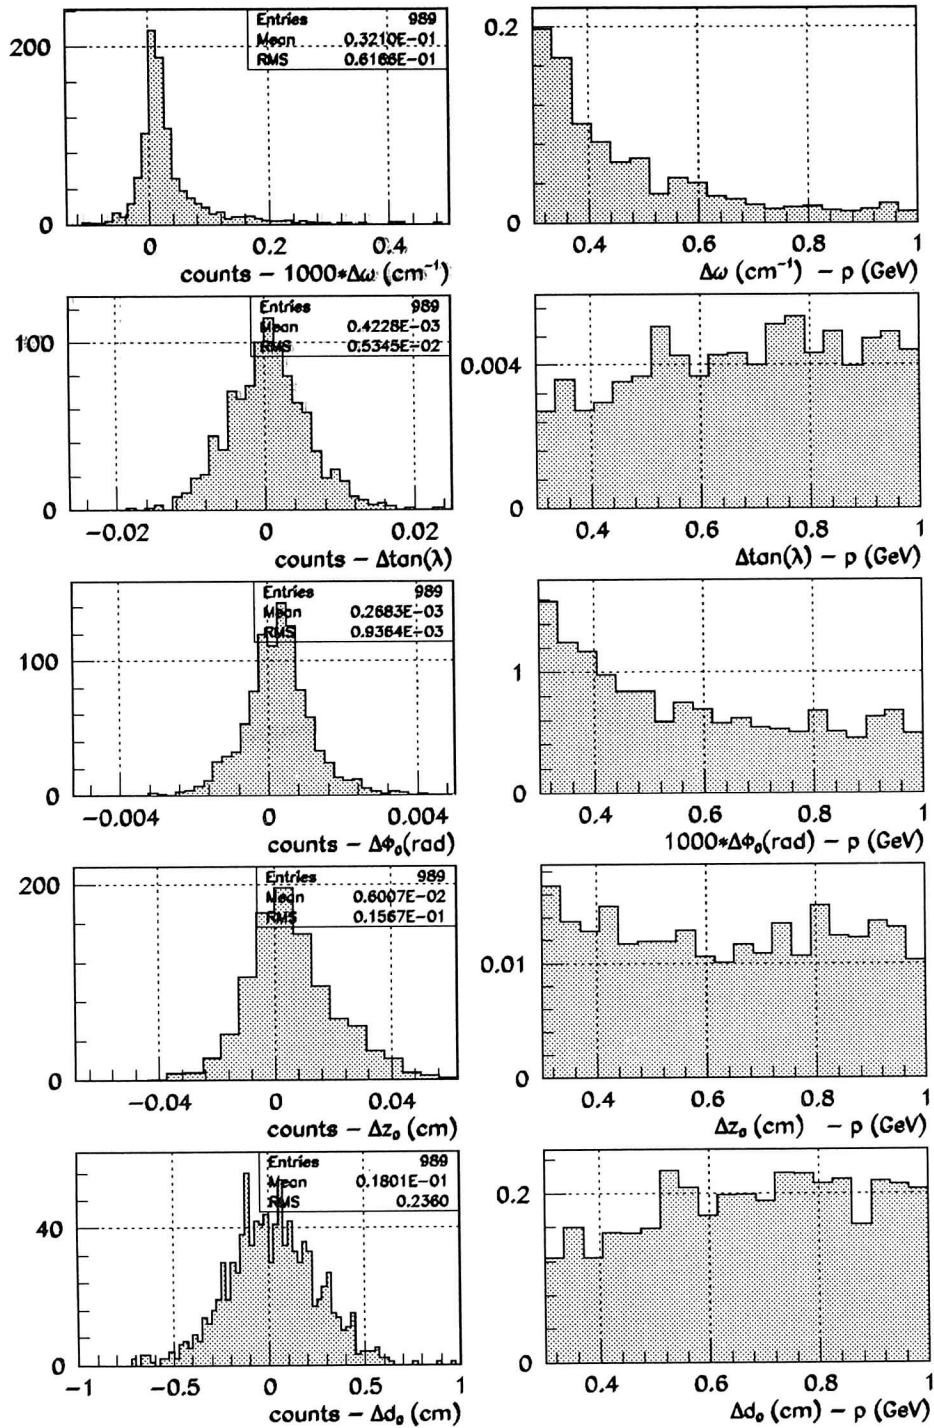 Entries 989
Mean 0.3210E-01
RMS 0.6166E-01
200
0
0 0.2 0.4
counts – 1000*Δω (cm⁻¹)
0.2
0
0.4 0.6 0.8 1
Δω (cm⁻¹) – p (GeV)
Entries 989
Mean 0.4228E-03
RMS 0.5345E-02
100
0
-0.02 0 0.02
counts – Δtan(λ)
0.004
0
0.4 0.6 0.8 1
Δtan(λ) – p (GeV)
Entries 989
Mean 0.2683E-03
RMS 0.9364E-03
100
0
-0.004 0 0.004
counts – Δϕ₀(rad)
1
0
0.4 0.6 0.8 1
1000*Δϕ₀(rad) – p (GeV)
Entries 989
Mean 0.6007E-02
RMS 0.1567E-01
200
0
-0.04 0 0.04
counts – Δz₀ (cm)
0.01
0
0.4 0.6 0.8 1
Δz₀ (cm) – p (GeV)
Entries 989
Mean 0.1801E-01
RMS 0.2360
40
0
-1 -0.5 0 0.5 1
counts – Δd₀ (cm)
0.2
0
0.4 0.6 0.8 1
Δd₀ (cm) – p (GeV)